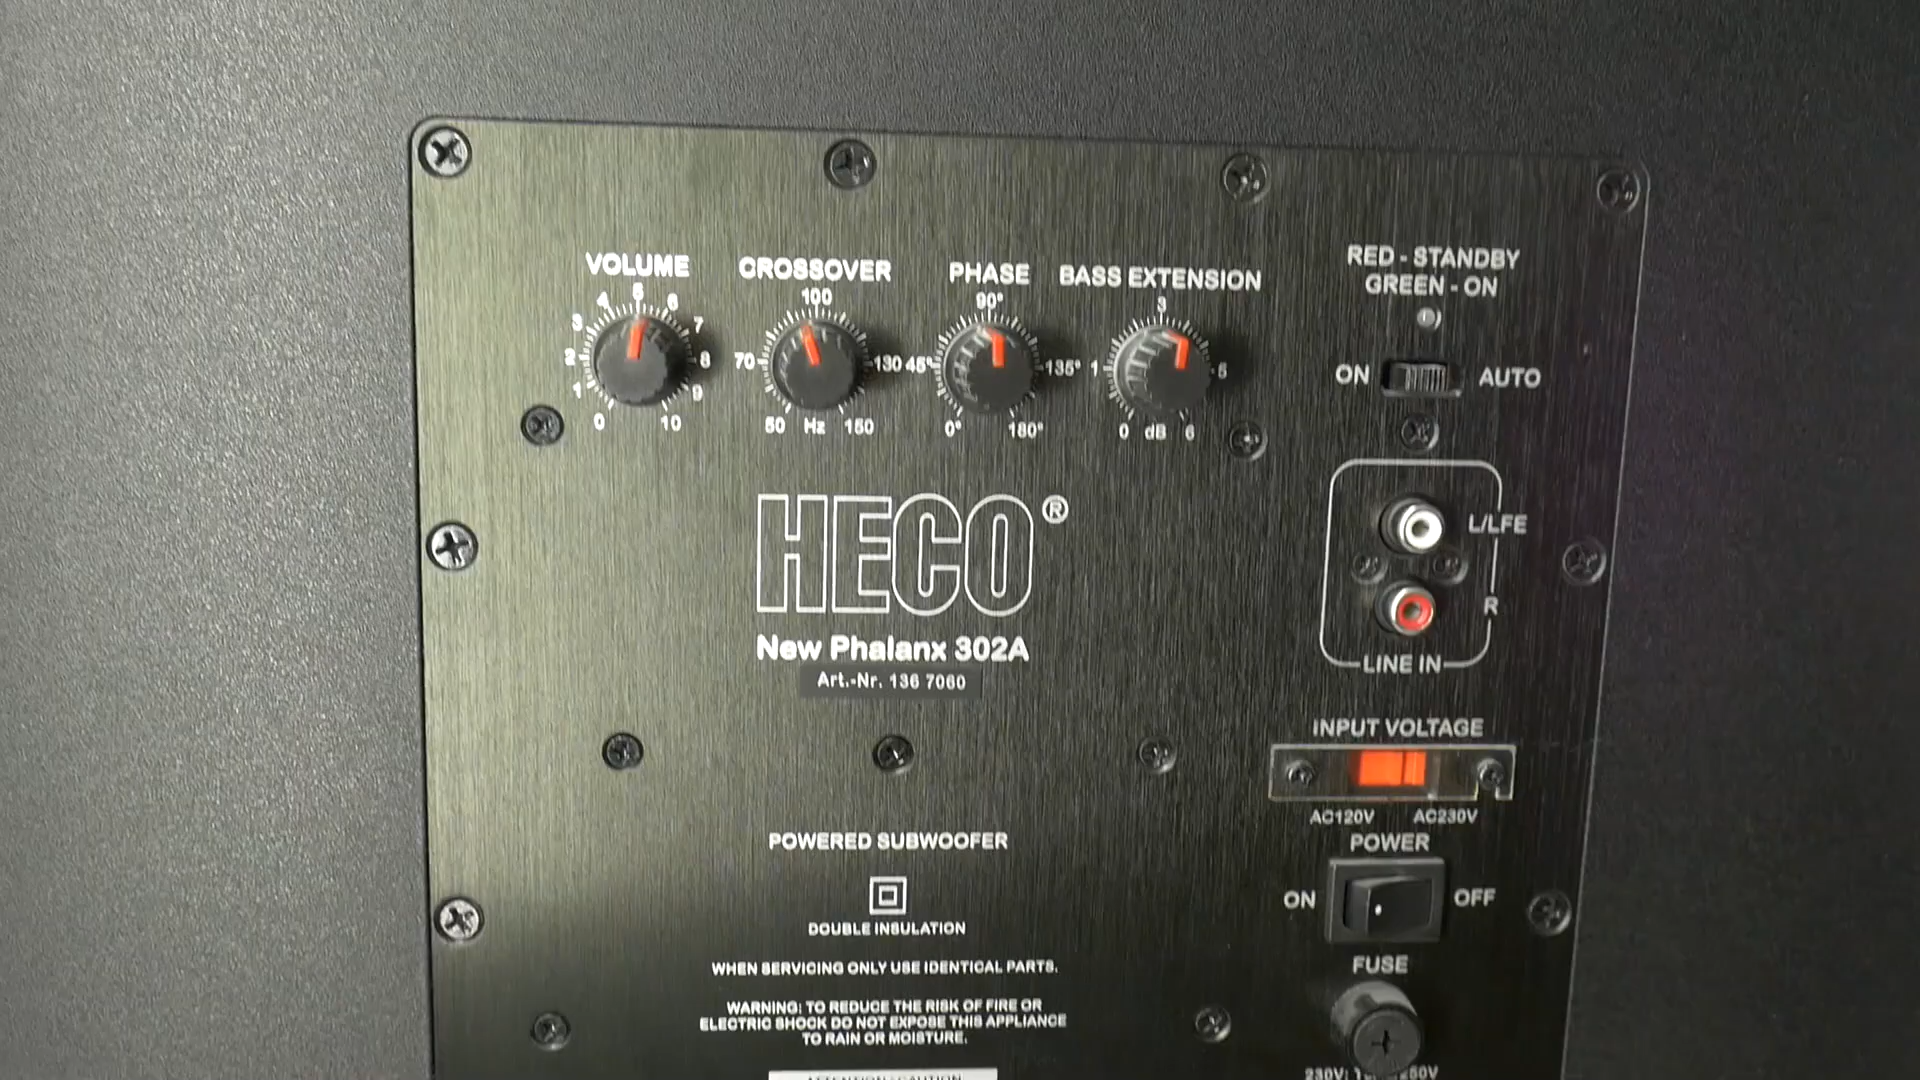 VOLUME
0 1 2 3 4 5 6 7 8 9 10
CROSSOVER
50 70 100 130 150
Hz
PHASE
0° 45° 90° 135° 180°
BASS EXTENSION
0 1 3 5 6
dB
RED - STANDBY
GREEN - ON
ON AUTO
HECO®
New Phalanx 302A
Art.-Nr. 136 7060
L/LFE
R
LINE IN
INPUT VOLTAGE
AC120V AC230V
POWER
ON OFF
FUSE
230V:
POWERED SUBWOOFER
DOUBLE INSULATION
WHEN SERVICING ONLY USE IDENTICAL PARTS.
WARNING: TO REDUCE THE RISK OF FIRE OR
ELECTRIC SHOCK DO NOT EXPOSE THIS APPLIANCE
TO RAIN OR MOISTURE.